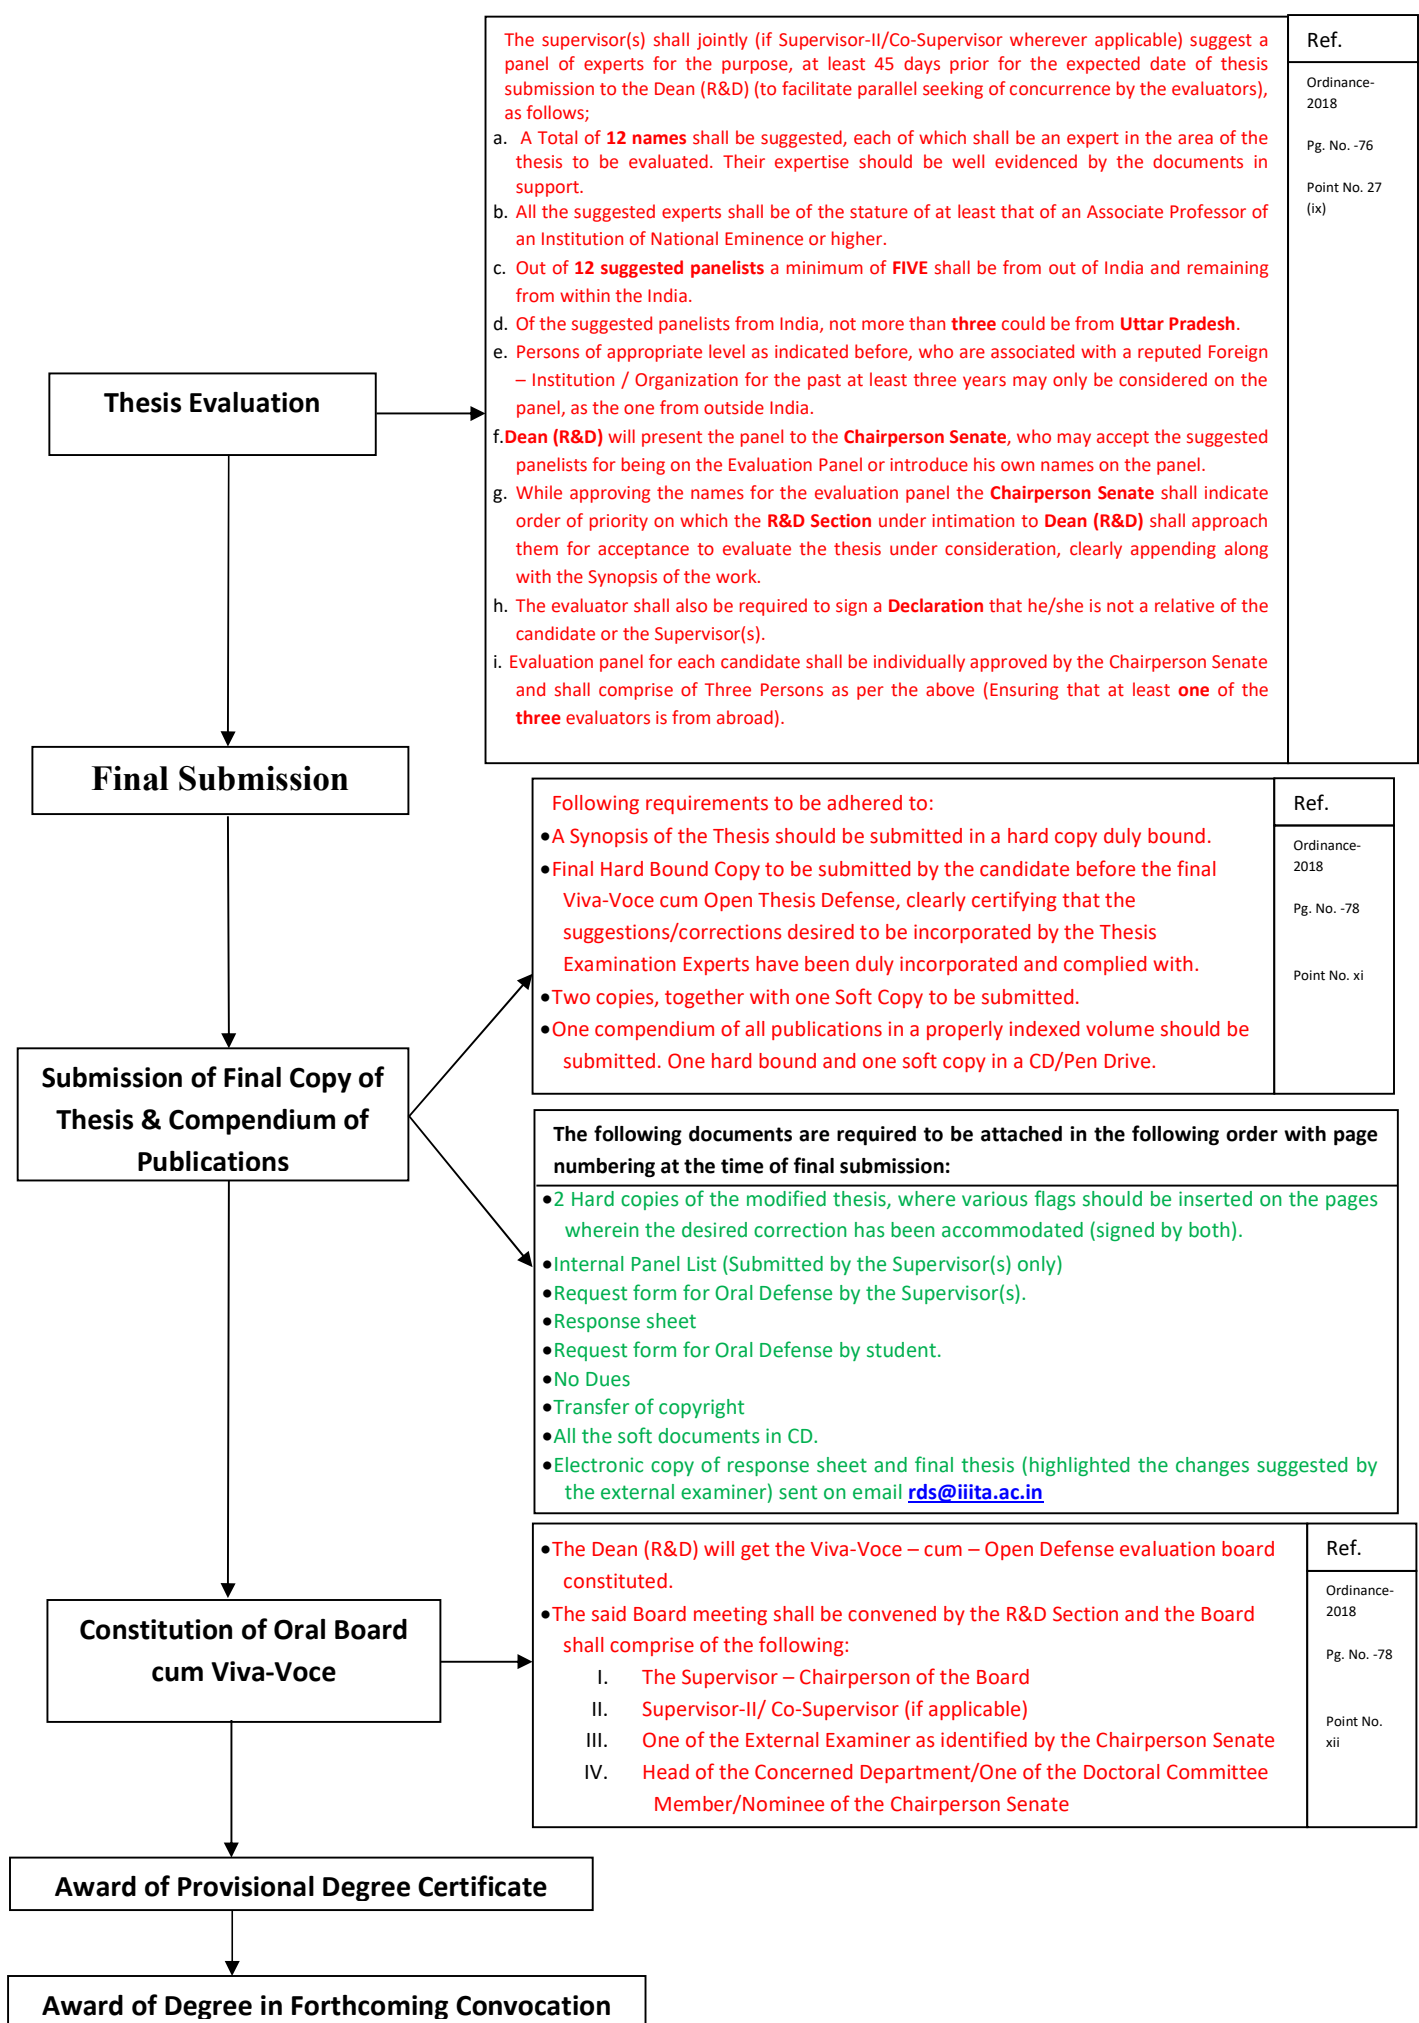 The supervisor(s) shall jointly (if Supervisor-II/Co-Supervisor wherever applicable) suggest a
panel of experts for the purpose, at least 45 days prior for the expected date of thesis
submission to the Dean (R&D) (to facilitate parallel seeking of concurrence by the evaluators),
as follows;
a. A Total of 12 names shall be suggested, each of which shall be an expert in the area of the
thesis to be evaluated. Their expertise should be well evidenced by the documents in
support.
b. All the suggested experts shall be of the stature of at least that of an Associate Professor of
an Institution of National Eminence or higher.
c. Out of 12 suggested panelists a minimum of FIVE shall be from out of India and remaining
from within the India.
d. Of the suggested panelists from India, not more than three could be from Uttar Pradesh.
e. Persons of appropriate level as indicated before, who are associated with a reputed Foreign
– Institution / Organization for the past at least three years may only be considered on the
panel, as the one from outside India.
f.Dean (R&D) will present the panel to the Chairperson Senate, who may accept the suggested
panelists for being on the Evaluation Panel or introduce his own names on the panel.
g. While approving the names for the evaluation panel the Chairperson Senate shall indicate
order of priority on which the R&D Section under intimation to Dean (R&D) shall approach
them for acceptance to evaluate the thesis under consideration, clearly appending along
with the Synopsis of the work.
h. The evaluator shall also be required to sign a Declaration that he/she is not a relative of the
candidate or the Supervisor(s).
i. Evaluation panel for each candidate shall be individually approved by the Chairperson Senate
and shall comprise of Three Persons as per the above (Ensuring that at least one of the
three evaluators is from abroad).
Ref.
Ordinance-
2018
Pg. No. -76
Point No. 27
(ix)
Thesis Evaluation
Final Submission
Following requirements to be adhered to:
•A Synopsis of the Thesis should be submitted in a hard copy duly bound.
•Final Hard Bound Copy to be submitted by the candidate before the final
Viva-Voce cum Open Thesis Defense, clearly certifying that the
suggestions/corrections desired to be incorporated by the Thesis
Examination Experts have been duly incorporated and complied with.
•Two copies, together with one Soft Copy to be submitted.
•One compendium of all publications in a properly indexed volume should be
submitted. One hard bound and one soft copy in a CD/Pen Drive.
Ref.
Ordinance-
2018
Pg. No. -78
Point No. xi
Submission of Final Copy of
Thesis & Compendium of
Publications
The following documents are required to be attached in the following order with page
numbering at the time of final submission:
•2 Hard copies of the modified thesis, where various flags should be inserted on the pages
wherein the desired correction has been accommodated (signed by both).
•Internal Panel List (Submitted by the Supervisor(s) only)
•Request form for Oral Defense by the Supervisor(s).
•Response sheet
•Request form for Oral Defense by student.
•No Dues
•Transfer of copyright
•All the soft documents in CD.
•Electronic copy of response sheet and final thesis (highlighted the changes suggested by
the external examiner) sent on email rds@iiita.ac.in
•The Dean (R&D) will get the Viva-Voce – cum – Open Defense evaluation board
constituted.
•The said Board meeting shall be convened by the R&D Section and the Board
shall comprise of the following:
I. The Supervisor – Chairperson of the Board
II. Supervisor-II/ Co-Supervisor (if applicable)
III. One of the External Examiner as identified by the Chairperson Senate
IV. Head of the Concerned Department/One of the Doctoral Committee
Member/Nominee of the Chairperson Senate
Ref.
Ordinance-
2018
Pg. No. -78
Point No.
xii
Constitution of Oral Board
cum Viva-Voce
Award of Provisional Degree Certificate
Award of Degree in Forthcoming Convocation